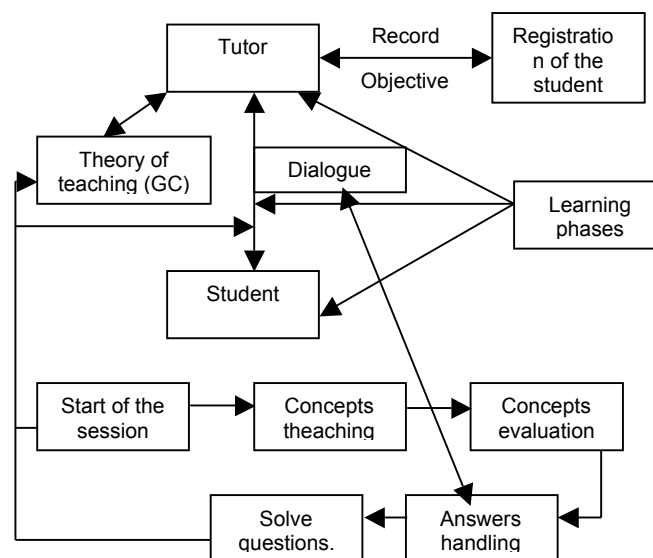 Tutor
Record
Objective
Registratio
n of the
student
Theory of
teaching (GC)
Dialogue
Learning
phases
Student
Start of the
session
Concepts
theaching
Concepts
evaluation
Solve
questions.
Answers
handling